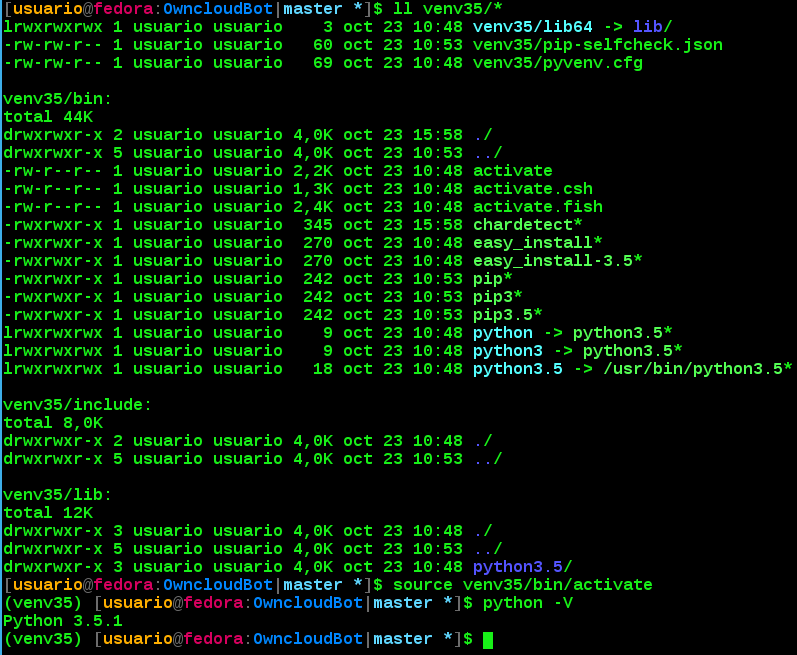 [usuario@fedora:OwncloudBot|master *]$ ll venv35/*
lrwxrwxrwx 1 usuario usuario   3 oct 23 10:48 venv35/lib64 -> lib/
-rw-rw-r-- 1 usuario usuario  60 oct 23 10:53 venv35/pip-selfcheck.json
-rw-rw-r-- 1 usuario usuario  69 oct 23 10:48 venv35/pyvenv.cfg

venv35/bin:
total 44K
drwxrwxr-x 2 usuario usuario 4,0K oct 23 15:58 ./
drwxrwxr-x 5 usuario usuario 4,0K oct 23 10:53 ../
-rw-r--r-- 1 usuario usuario 2,2K oct 23 10:48 activate
-rw-r--r-- 1 usuario usuario 1,3K oct 23 10:48 activate.csh
-rw-r--r-- 1 usuario usuario 2,4K oct 23 10:48 activate.fish
-rwxrwxr-x 1 usuario usuario  345 oct 23 15:58 chardetect*
-rwxrwxr-x 1 usuario usuario  270 oct 23 10:48 easy_install*
-rwxrwxr-x 1 usuario usuario  270 oct 23 10:48 easy_install-3.5*
-rwxrwxr-x 1 usuario usuario  242 oct 23 10:53 pip*
-rwxrwxr-x 1 usuario usuario  242 oct 23 10:53 pip3*
-rwxrwxr-x 1 usuario usuario  242 oct 23 10:53 pip3.5*
lrwxrwxrwx 1 usuario usuario    9 oct 23 10:48 python -> python3.5*
lrwxrwxrwx 1 usuario usuario    9 oct 23 10:48 python3 -> python3.5*
lrwxrwxrwx 1 usuario usuario   18 oct 23 10:48 python3.5 -> /usr/bin/python3.5*

venv35/include:
total 8,0K
drwxrwxr-x 2 usuario usuario 4,0K oct 23 10:48 ./
drwxrwxr-x 5 usuario usuario 4,0K oct 23 10:53 ../

venv35/lib:
total 12K
drwxrwxr-x 3 usuario usuario 4,0K oct 23 10:48 ./
drwxrwxr-x 5 usuario usuario 4,0K oct 23 10:53 ../
drwxrwxr-x 3 usuario usuario 4,0K oct 23 10:48 python3.5/
[usuario@fedora:OwncloudBot|master *]$ source venv35/bin/activate
(venv35) [usuario@fedora:OwncloudBot|master *]$ python -V
Python 3.5.1
(venv35) [usuario@fedora:OwncloudBot|master *]$